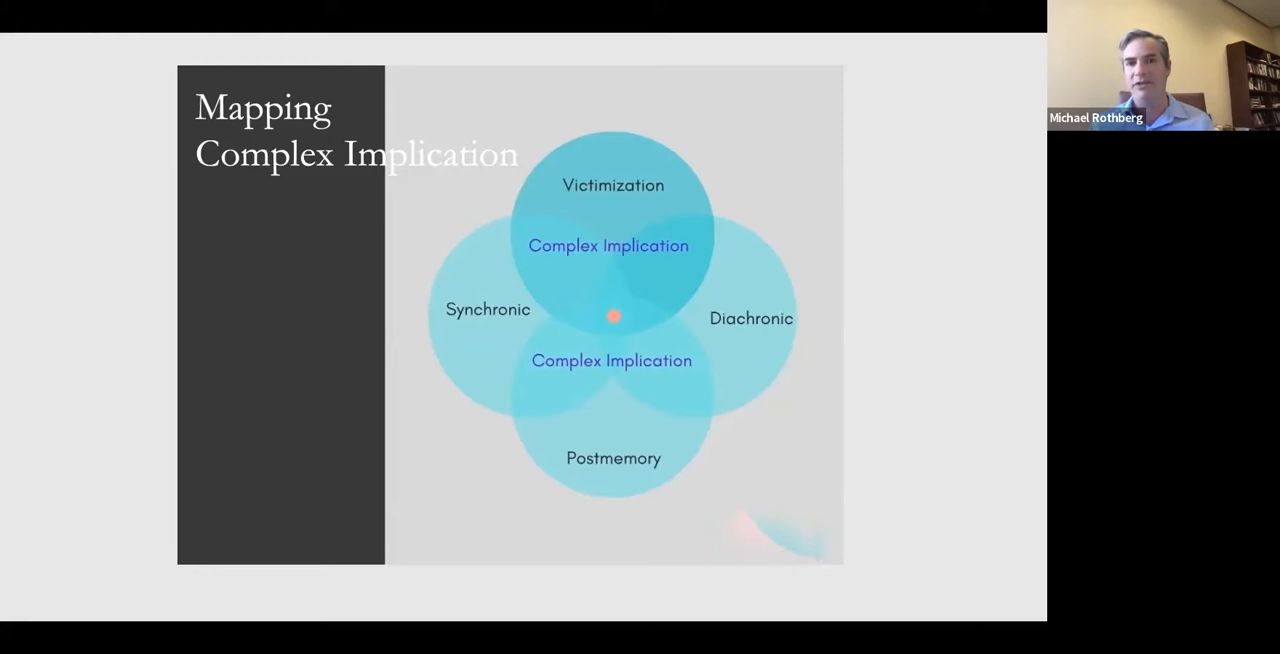 Mapping
Complex Implication
Victimization
Complex Implication
Synchronic
Diachronic
Complex Implication
Postmemory
Michael Rothberg